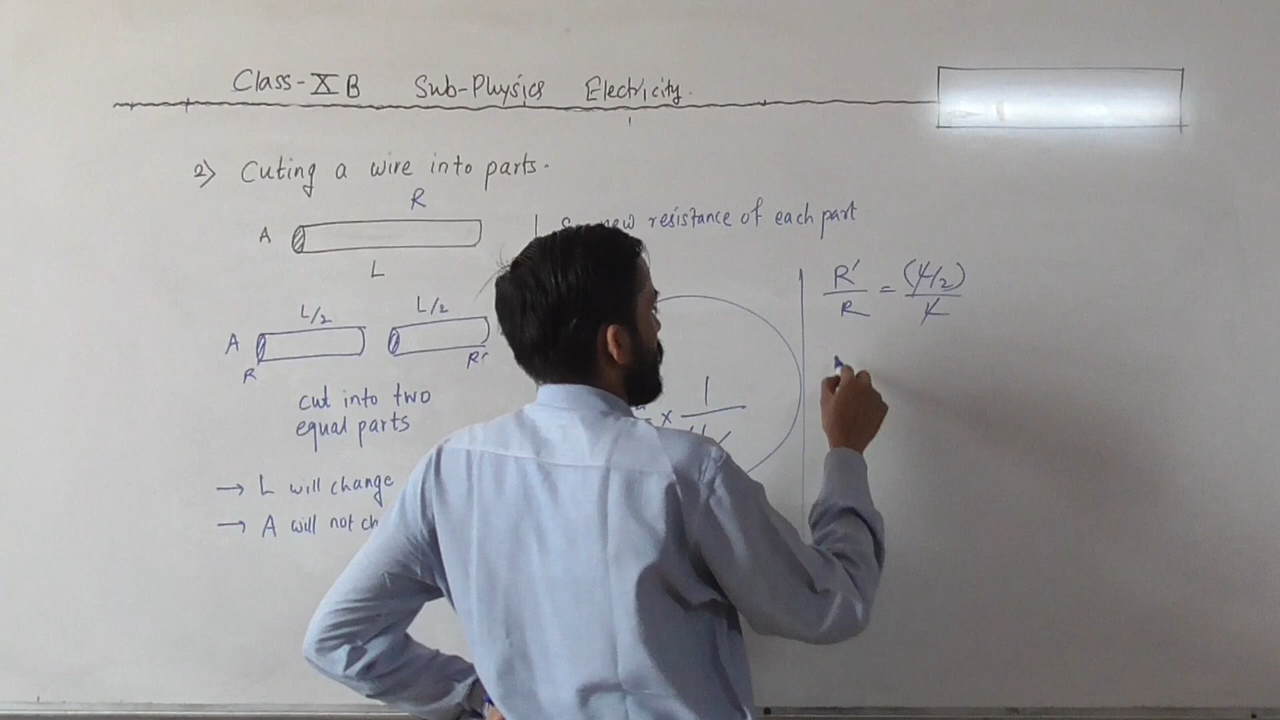 Class-X B Sub-Physics Electricity.
2) Cuting a wire into parts.
R
A
L
L/2 L/2
A
R R'
cut into two
equal parts
→ L will change
→ A will not
new resistance of each part
× 1
R'/R = (L/2)/L